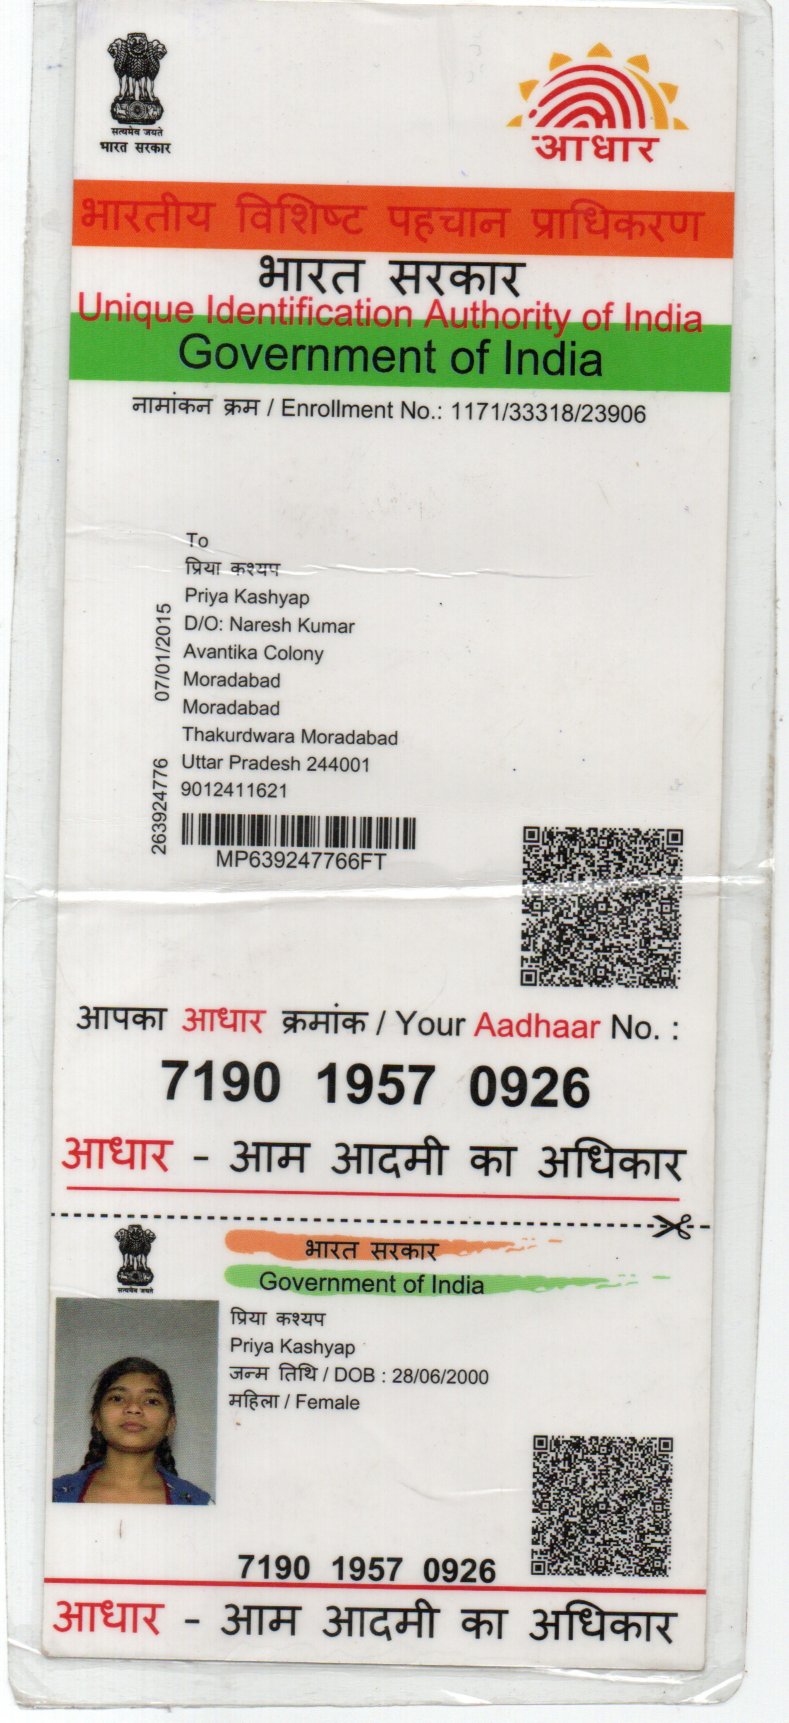 सत्यमेव जयते
भारत सरकार
आधार
भारतीय विशिष्ट पहचान प्राधिकरण
भारत सरकार
Unique Identification Authority of India
Government of India
नामांकन क्रम / Enrollment No.: 1171/33318/23906
To
प्रिया कश्यप
Priya Kashyap
D/O: Naresh Kumar
Avantika Colony
Moradabad
Moradabad
Thakurdwara Moradabad
Uttar Pradesh 244001
9012411621
263924776 07/01/2015
MP639247766FT
आपका आधार क्रमांक / Your Aadhaar No. :
7190 1957 0926
आधार - आम आदमी का अधिकार
सत्यमेव जयते
भारत सरकार
Government of India
प्रिया कश्यप
Priya Kashyap
जन्म तिथि / DOB : 28/06/2000
महिला / Female
7190 1957 0926
आधार - आम आदमी का अधिकार